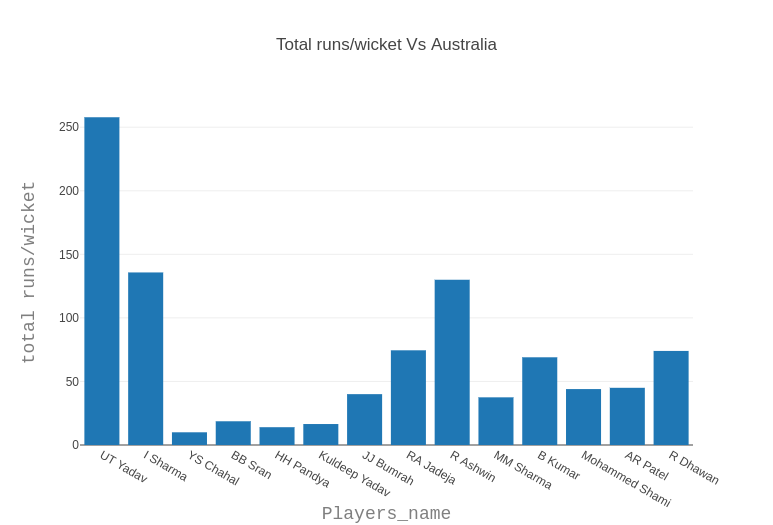 Total runs/wicket Vs Australia
total runs/wicket
250
200
150
100
50
0
UT Yadav
I Sharma
YS Chahal
BB Sran
HH Pandya
Kuldeep Yadav
JJ Bumrah
RA Jadeja
R Ashwin
MM Sharma
B Kumar
Mohammed Shami
AR Patel
R Dhawan
Players_name